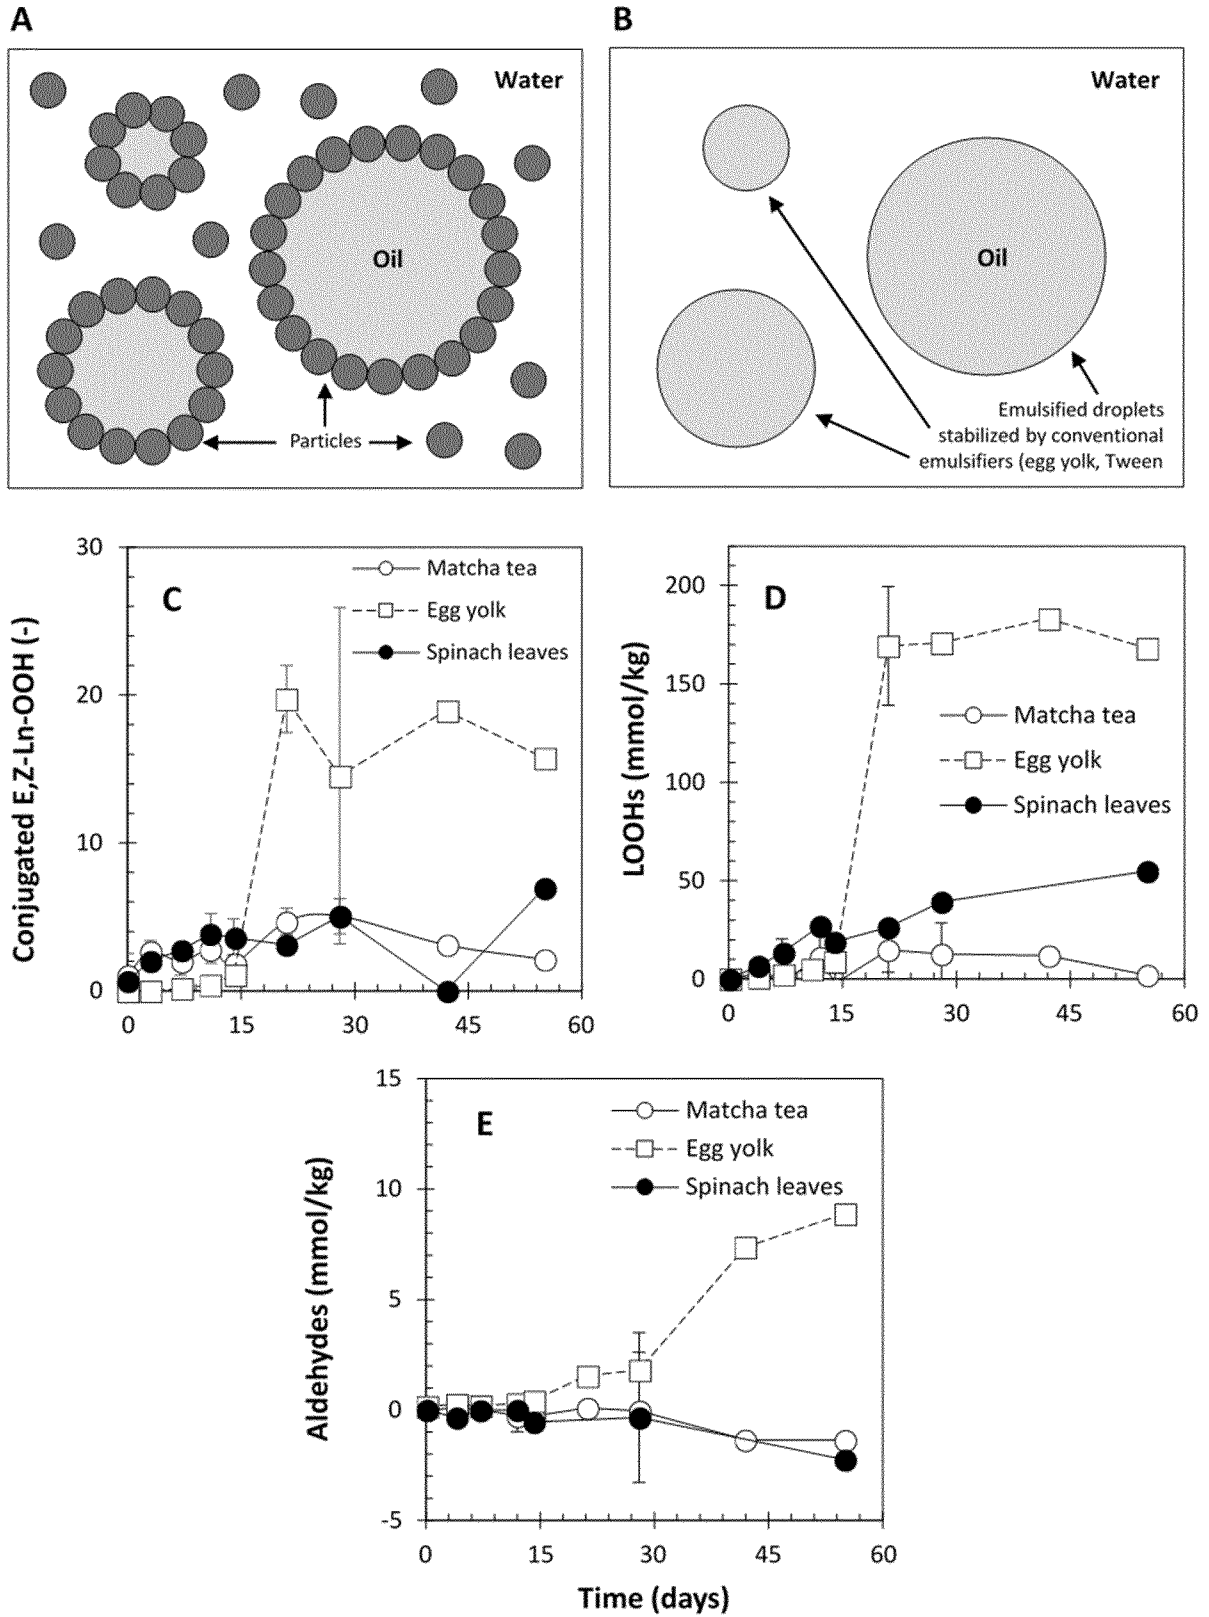 A
B
Water
Oil
Particles
Water
Oil
Emulsified droplets
stabilized by conventional
emulsifiers (egg yolk, Tween
C
Conjugated E,Z-Ln-OOH (-)
30
20
10
0
0 15 30 45 60
Matcha tea
Egg yolk
Spinach leaves
D
LOOHs (mmol/kg)
200
150
100
50
0
0 15 30 45 60
Matcha tea
Egg yolk
Spinach leaves
E
Aldehydes (mmol/kg)
15
10
5
0
-5
0 15 30 45 60
Matcha tea
Egg yolk
Spinach leaves
Time (days)